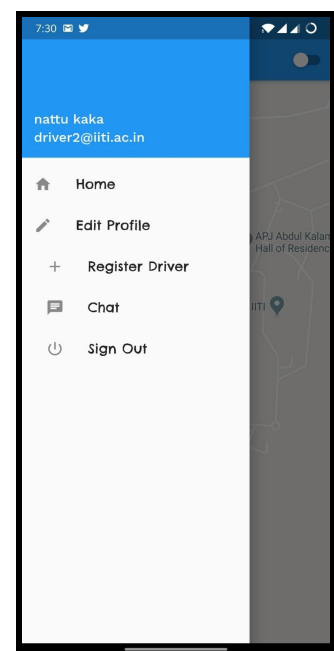 7:30
nattu kaka
driver2@iiti.ac.in
Home
Edit Profile
Register Driver
Chat
Sign Out
APJ Abdul Kalam
Hall of Residenc
IITI